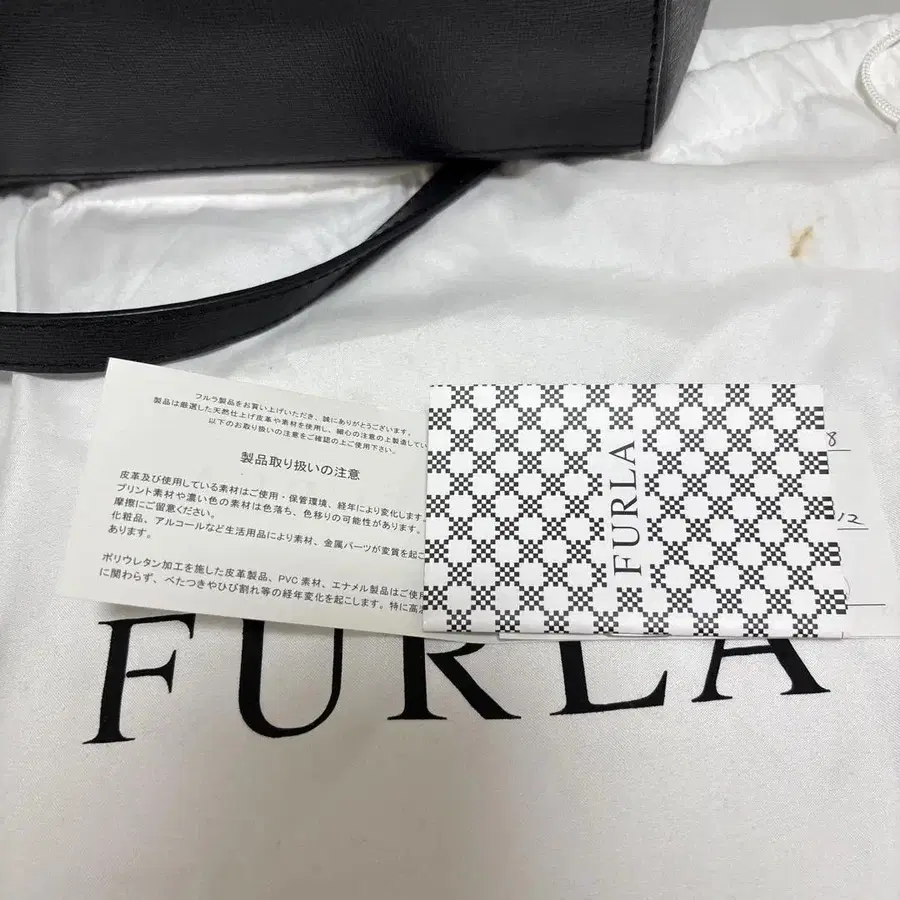 フルラ製品をお買い上げいただき、誠にありがとうございます。
製品は厳選した天然仕上げ皮革や素材を使用し、細心の注意の上製造してい
以下のお取り扱いの注意をご確認の上ご使用下さい。
製品取り扱いの注意
皮革及び使用している素材はご使用・保管環境、経年により変化します。
プリント素材や濃い色の素材は色落ち、色移りの可能性があります。
摩擦にご留意ください。
化粧品、アルコールなど生活用品により素材、金属パーツが変質を起こ
あります。
ポリウレタン加工を施した皮革製品、PVC 素材、エナメル製品はご使用
に関わらず、べたつきやひび割れ等の経年変化を起こします。特に高
FURLA
8
12
FURLA